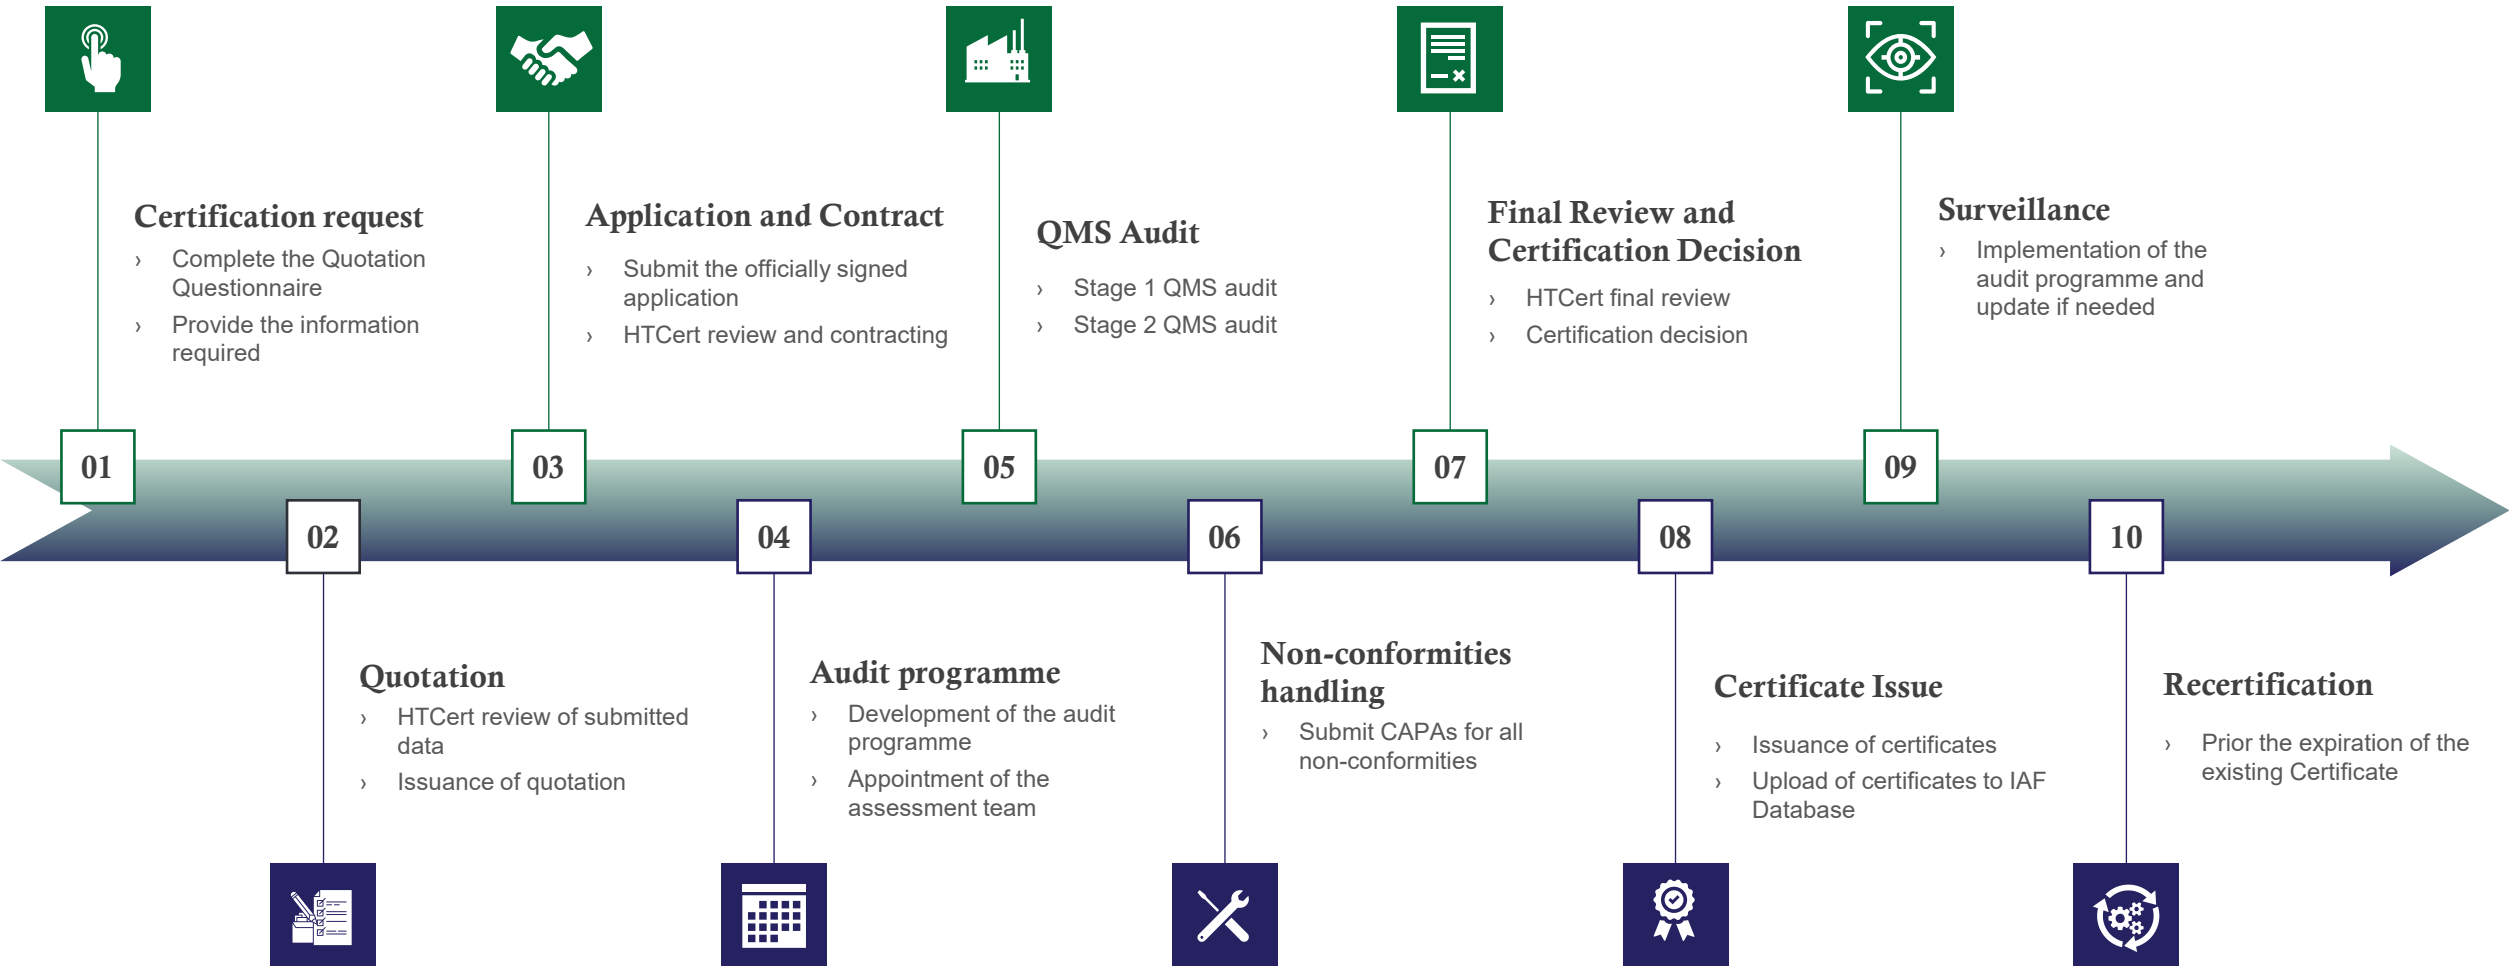 Certification request
› Complete the Quotation
Questionnaire
› Provide the information
required
Application and Contract
› Submit the officially signed
application
› HTCert review and contracting
QMS Audit
› Stage 1 QMS audit
› Stage 2 QMS audit
Final Review and
Certification Decision
› HTCert final review
› Certification decision
Surveillance
› Implementation of the
audit programme and
update if needed
01
03
05
07
09
02
04
06
08
10
Quotation
› HTCert review of submitted
data
› Issuance of quotation
Audit programme
› Development of the audit
programme
› Appointment of the
assessment team
Non-conformities
handling
› Submit CAPAs for all
non-conformities
Certificate Issue
› Issuance of certificates
› Upload of certificates to IAF
Database
Recertification
› Prior the expiration of the
existing Certificate